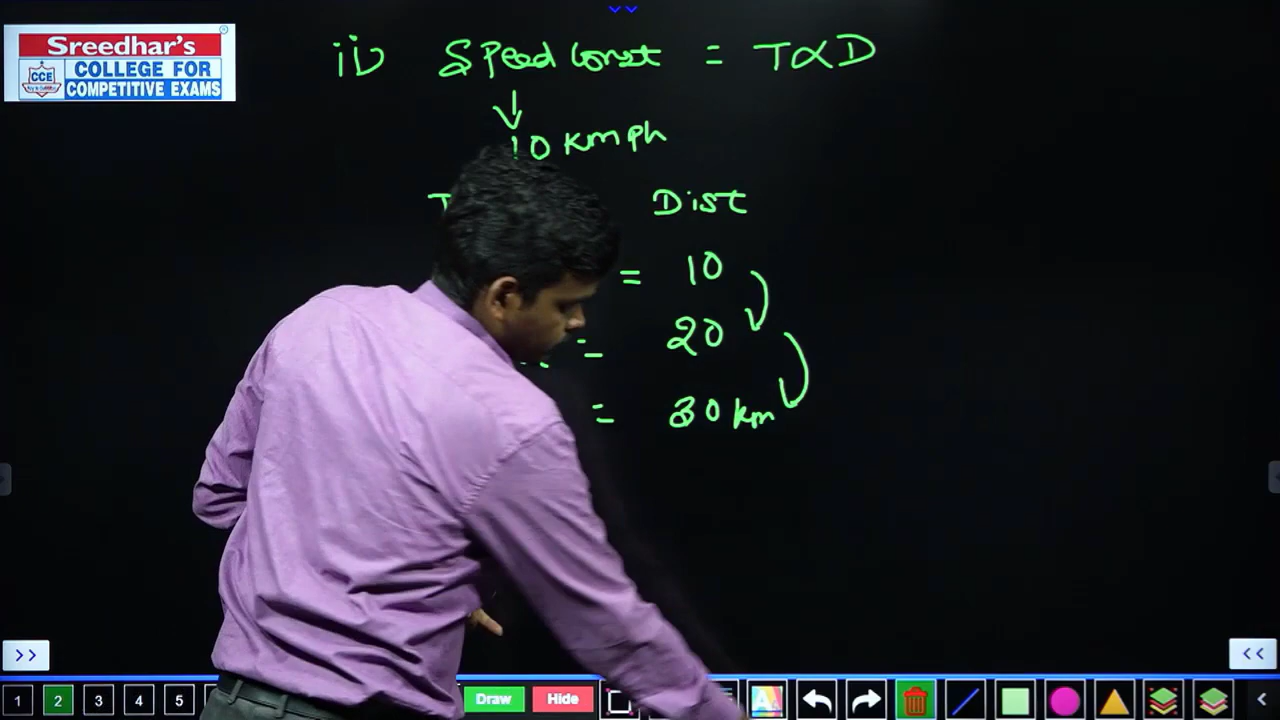 Sreedhar's
CCE
COLLEGE FOR
COMPETITIVE EXAMS
ii) Speed const = T∝D
↓
10 kmph
T Dist
= 10
= 20
= 30 km
>>
<<
1 2 3 4 5 Draw Hide A